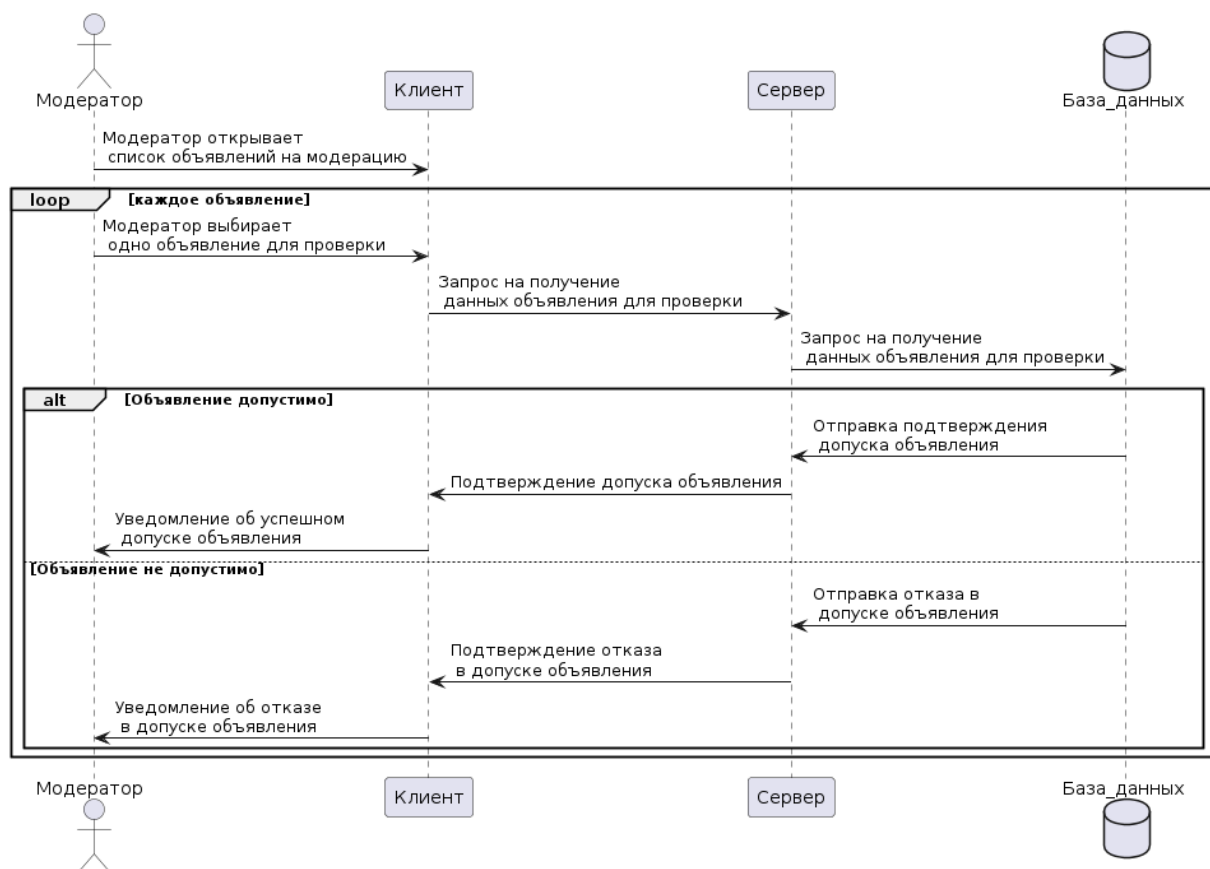 Модератор
Клиент
Сервер
База_данных
Модератор открывает
список объявлений на модерацию
loop
[каждое объявление]
Модератор выбирает
одно объявление для проверки
Запрос на получение
данных объявления для проверки
Запрос на получение
данных объявления для проверки
alt
[Объявление допустимо]
Отправка подтверждения
допуска объявления
Подтверждение допуска объявления
Уведомление об успешном
допуске объявления
[Объявление не допустимо]
Отправка отказа в
допуске объявления
Подтверждение отказа
в допуске объявления
Уведомление об отказе
в допуске объявления
Модератор
Клиент
Сервер
База_данных